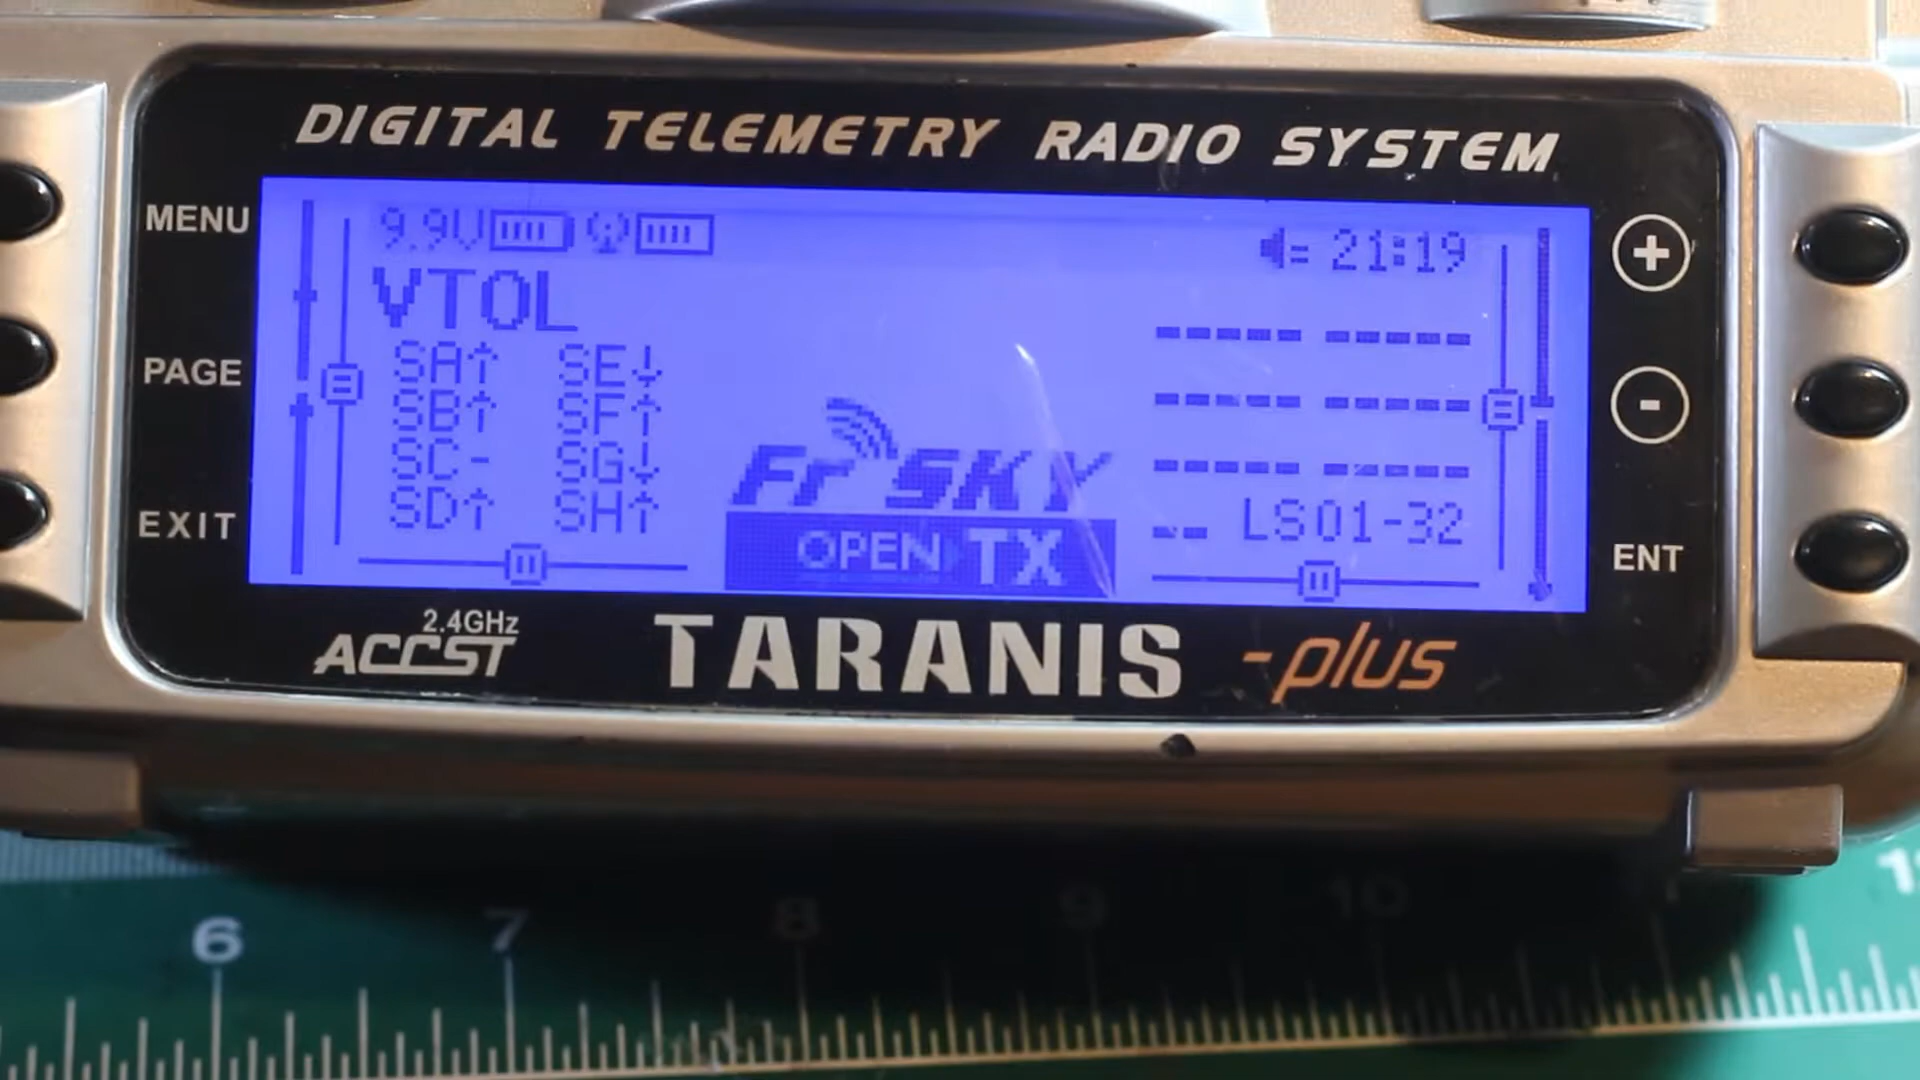 DIGITAL TELEMETRY RADIO SYSTEM
MENU
PAGE
EXIT
9.9V
21:19
VTOL
SA↑ SE↓
SB↑ SF↑
SC- SG↓
SD↑ SH↑
FrSKY
OPEN TX
----- -----
----- -----
----- -----
-- LS01-32
+
-
ENT
2.4GHz
ACCST
TARANIS -plus
6 7 8 9 10